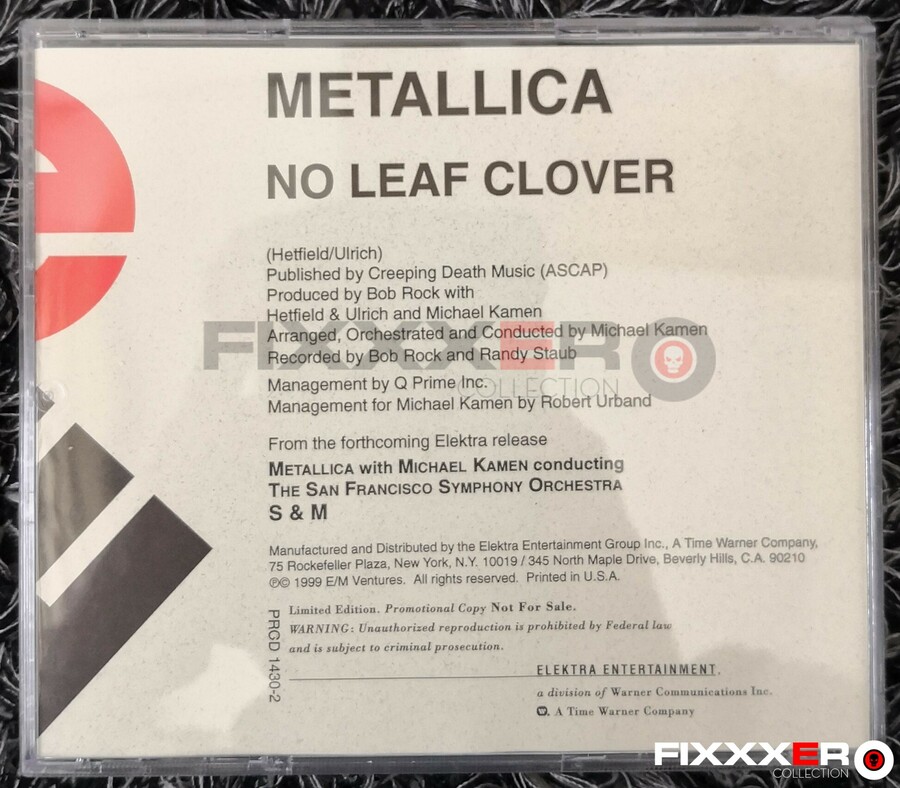 METALLICA
NO LEAF CLOVER
(Hetfield/Ulrich)
Published by Creeping Death Music (ASCAP)
Produced by Bob Rock with
Hetfield & Ulrich and Michael Kamen
Arranged, Orchestrated and Conducted by Michael Kamen
Recorded by Bob Rock and Randy Staub
FIXXXERO
COLLECTION
Management by Q Prime Inc.
Management for Michael Kamen by Robert Urband
From the forthcoming Elektra release
METALLICA with MICHAEL KAMEN conducting
THE SAN FRANCISCO SYMPHONY ORCHESTRA
S & M
Manufactured and Distributed by the Elektra Entertainment Group Inc., A Time Warner Company,
75 Rockefeller Plaza, New York, N.Y. 10019 / 345 North Maple Drive, Beverly Hills, C.A. 90210
℗© 1999 E/M Ventures. All rights reserved. Printed in U.S.A.
PRCD 1430-2
Limited Edition. Promotional Copy Not For Sale.
WARNING: Unauthorized reproduction is prohibited by Federal law
and is subject to criminal prosecution.
ELEKTRA ENTERTAINMENT,
a division of Warner Communications Inc.
A Time Warner Company
FIXXXERO
COLLECTION